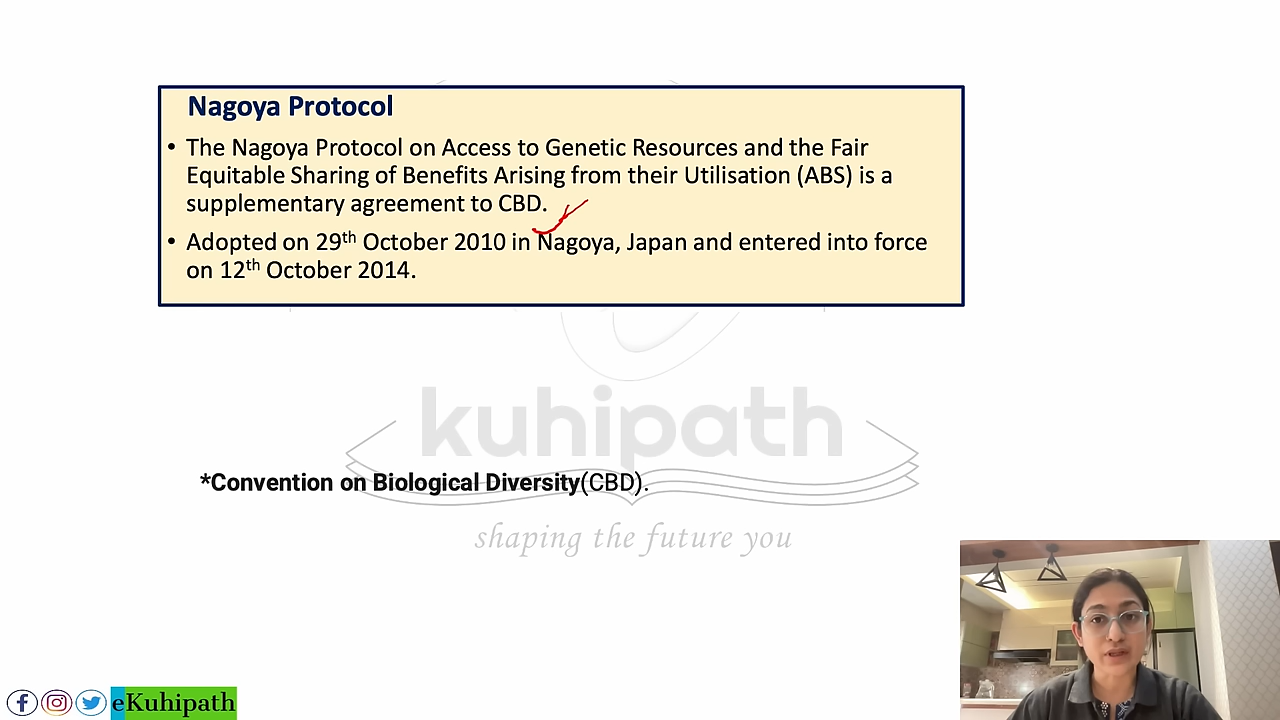 Nagoya Protocol
• The Nagoya Protocol on Access to Genetic Resources and the Fair
Equitable Sharing of Benefits Arising from their Utilisation (ABS) is a
supplementary agreement to CBD.
• Adopted on 29th October 2010 in Nagoya, Japan and entered into force
on 12th October 2014.
kuhipath
*Convention on Biological Diversity(CBD).
shaping the future you
eKuhipath